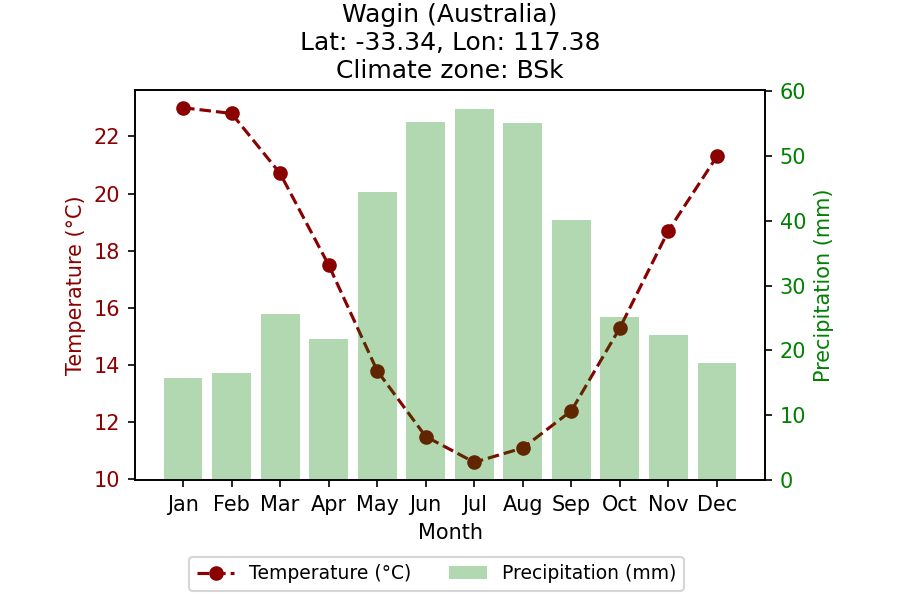 Wagin (Australia)
Lat: -33.34, Lon: 117.38
Climate zone: BSk
Temperature (°C)
22
20
18
16
14
12
10
60
50
40
30
20
10
0
Precipitation (mm)
Jan Feb Mar Apr May Jun Jul Aug Sep Oct Nov Dec
Month
Temperature (°C) Precipitation (mm)